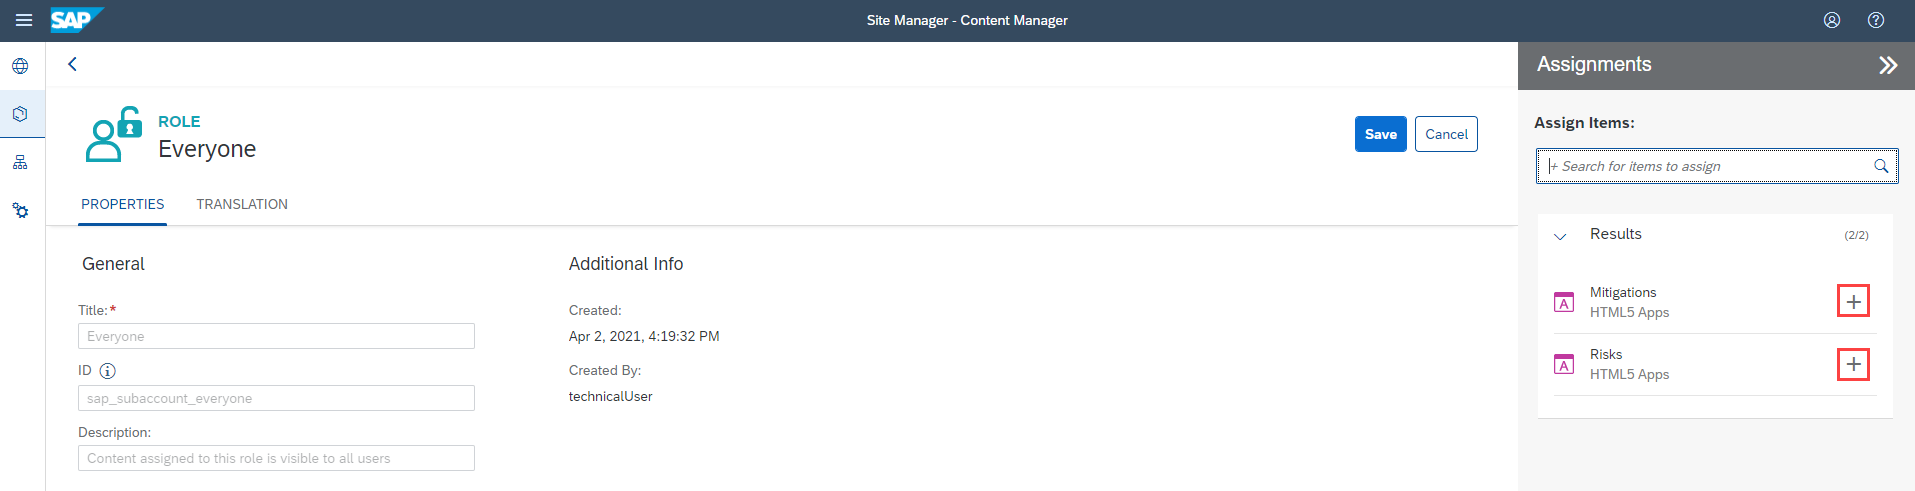 SAP
Site Manager - Content Manager
ROLE
Everyone
Save
Cancel
PROPERTIES
TRANSLATION
General
Title:*
Everyone
ID
sap_subaccount_everyone
Description:
Content assigned to this role is visible to all users
Additional Info
Created:
Apr 2, 2021, 4:19:32 PM
Created By:
technicalUser
Assignments
Assign Items:
+ Search for items to assign
Results (2/2)
A
Mitigations
HTML5 Apps
A
Risks
HTML5 Apps